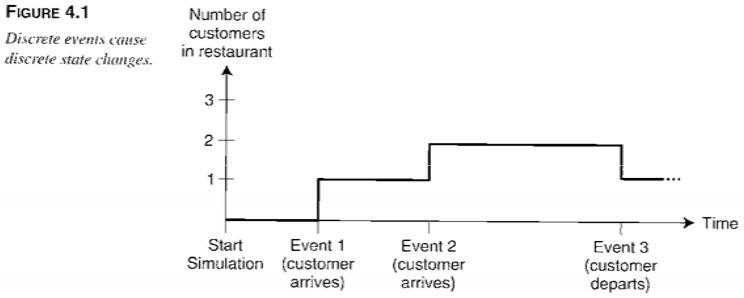 FIGURE 4.1
Discrete events cause
discrete state changes.
Number of
customers
in restaurant
3
2
1
Time
Start
Simulation
Event 1
(customer
arrives)
Event 2
(customer
arrives)
Event 3
(customer
departs)